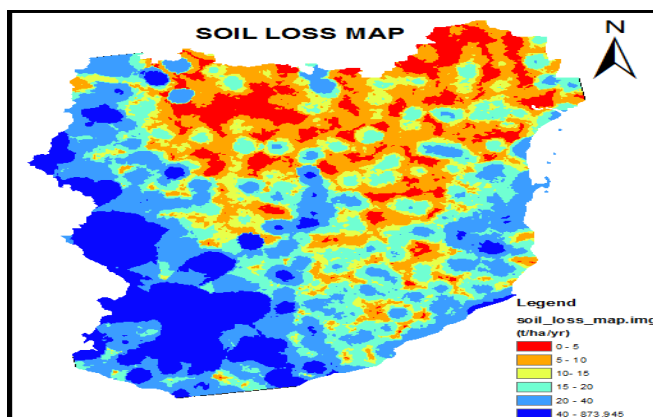 SOIL LOSS MAP
N
Legend
soil_loss_map.img
(t/ha/yr)
0 - 5
5 - 10
10 - 15
15 - 20
20 - 40
40 - 873.945